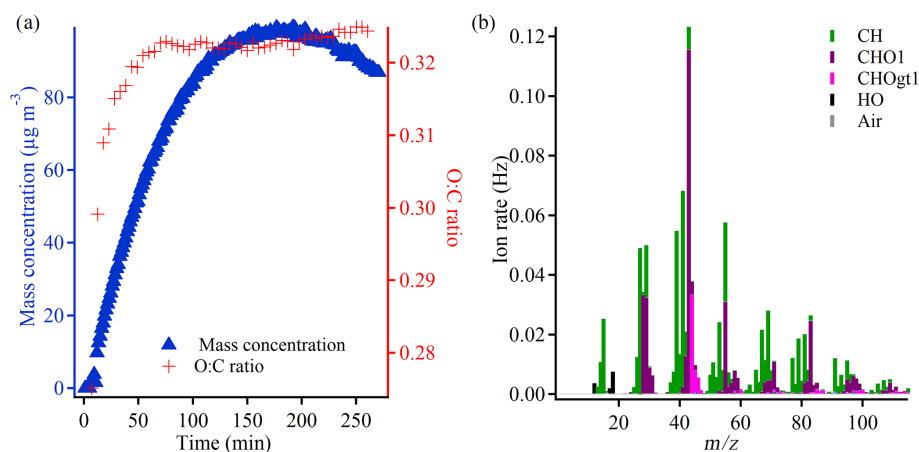 (a)
Mass concentration (µg m⁻³)
80
60
40
20
0
0
50
100
150
200
250
Time (min)
Mass concentration
O:C ratio
0.32
0.31
0.30
0.29
0.28
0.27
O:C ratio
(b)
Ion rate (Hz)
0.12
0.10
0.08
0.06
0.04
0.02
0.00
20
40
60
80
100
m/z
CH
CHO1
CHOgt1
HO
Air